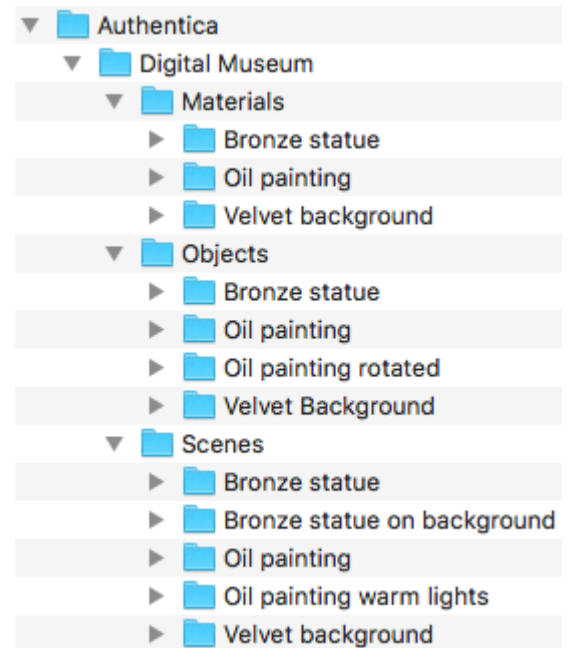 Authentica
Digital Museum
Materials
Bronze statue
Oil painting
Velvet background
Objects
Bronze statue
Oil painting
Oil painting rotated
Velvet Background
Scenes
Bronze statue
Bronze statue on background
Oil painting
Oil painting warm lights
Velvet background